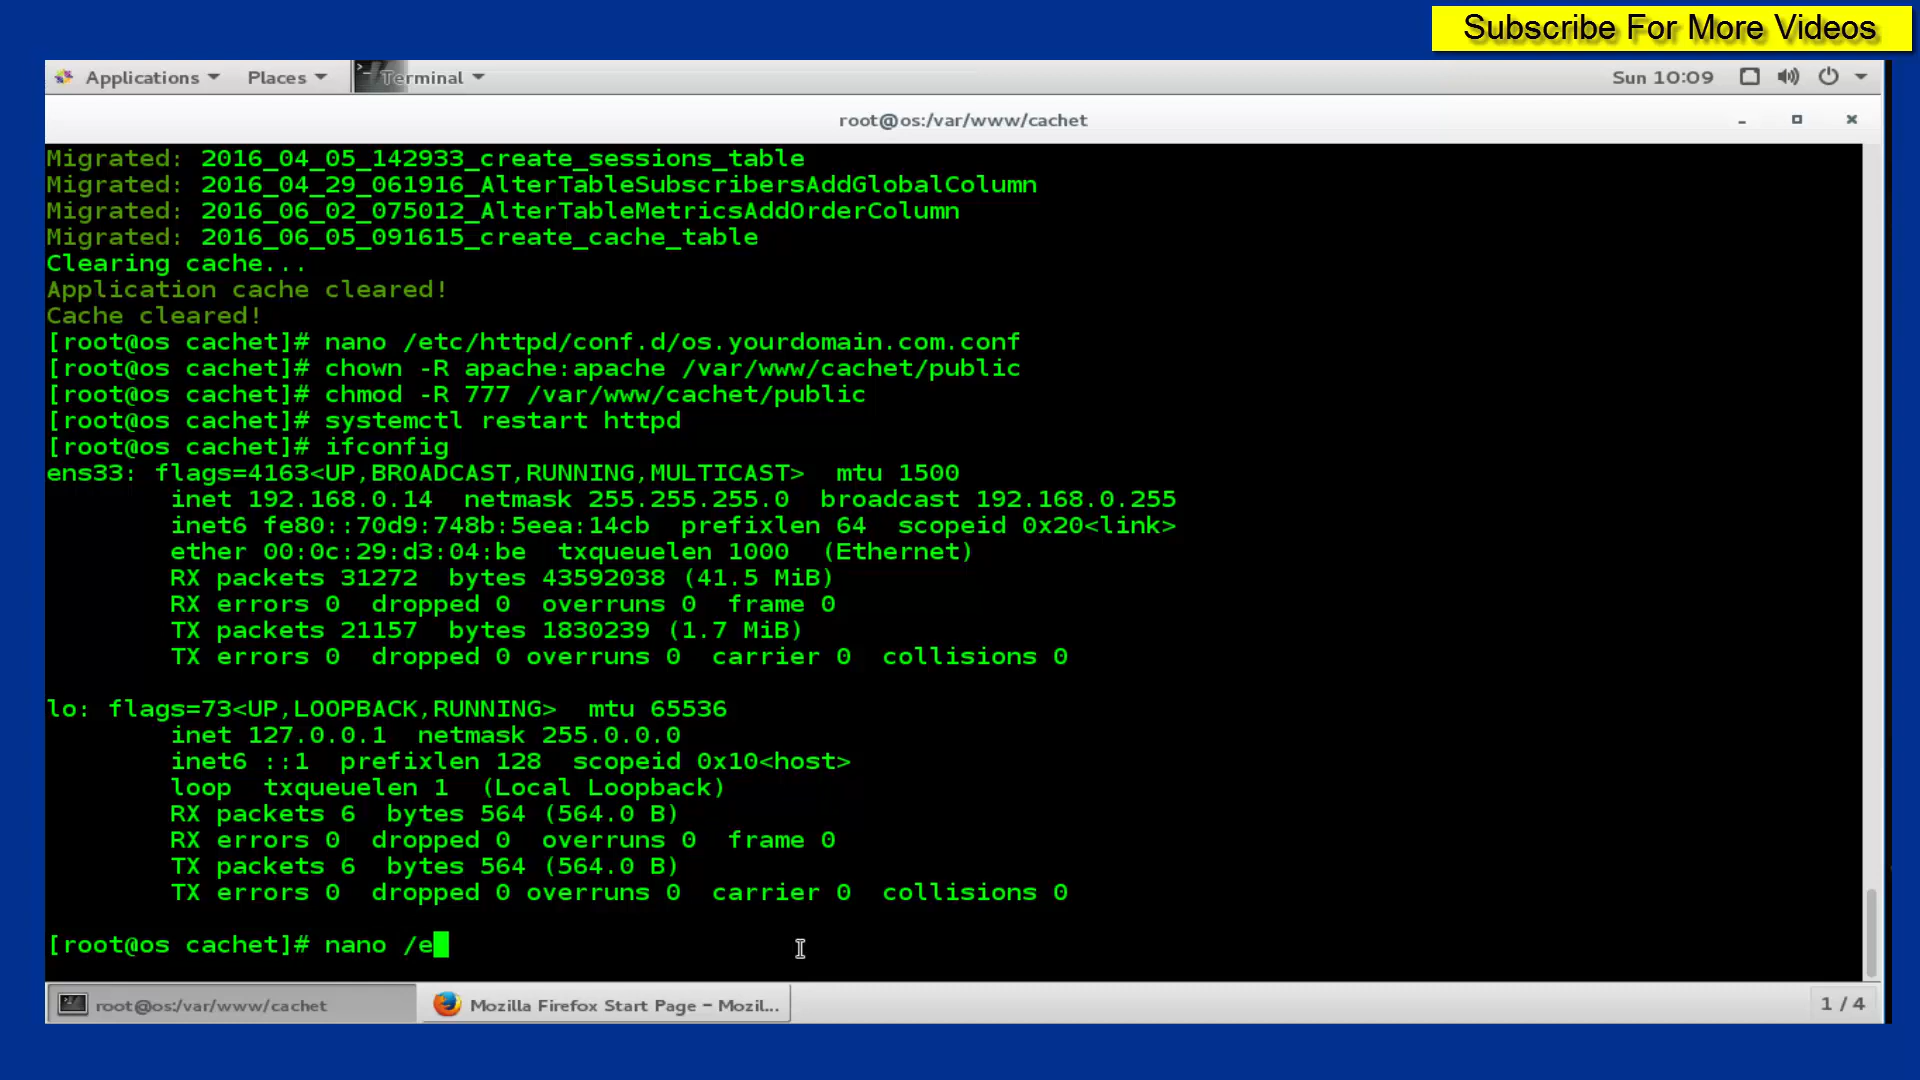 Subscribe For More Videos
Applications Places Terminal Sun 10:09
root@os:/var/www/cachet
Migrated: 2016_04_05_142933_create_sessions_table
Migrated: 2016_04_29_061916_AlterTableSubscribersAddGlobalColumn
Migrated: 2016_06_02_075012_AlterTableMetricsAddOrderColumn
Migrated: 2016_06_05_091615_create_cache_table
Clearing cache...
Application cache cleared!
Cache cleared!
[root@os cachet]# nano /etc/httpd/conf.d/os.yourdomain.com.conf
[root@os cachet]# chown -R apache:apache /var/www/cachet/public
[root@os cachet]# chmod -R 777 /var/www/cachet/public
[root@os cachet]# systemctl restart httpd
[root@os cachet]# ifconfig
ens33: flags=4163<UP,BROADCAST,RUNNING,MULTICAST>  mtu 1500
        inet 192.168.0.14  netmask 255.255.255.0  broadcast 192.168.0.255
        inet6 fe80::70d9:748b:5eea:14cb  prefixlen 64  scopeid 0x20<link>
        ether 00:0c:29:d3:04:be  txqueuelen 1000  (Ethernet)
        RX packets 31272  bytes 43592038 (41.5 MiB)
        RX errors 0  dropped 0  overruns 0  frame 0
        TX packets 21157  bytes 1830239 (1.7 MiB)
        TX errors 0  dropped 0 overruns 0  carrier 0  collisions 0
lo: flags=73<UP,LOOPBACK,RUNNING>  mtu 65536
        inet 127.0.0.1  netmask 255.0.0.0
        inet6 ::1  prefixlen 128  scopeid 0x10<host>
        loop  txqueuelen 1  (Local Loopback)
        RX packets 6  bytes 564 (564.0 B)
        RX errors 0  dropped 0  overruns 0  frame 0
        TX packets 6  bytes 564 (564.0 B)
        TX errors 0  dropped 0 overruns 0  carrier 0  collisions 0
[root@os cachet]# nano /e
root@os:/var/www/cachet Mozilla Firefox Start Page – Mozil... 1 / 4